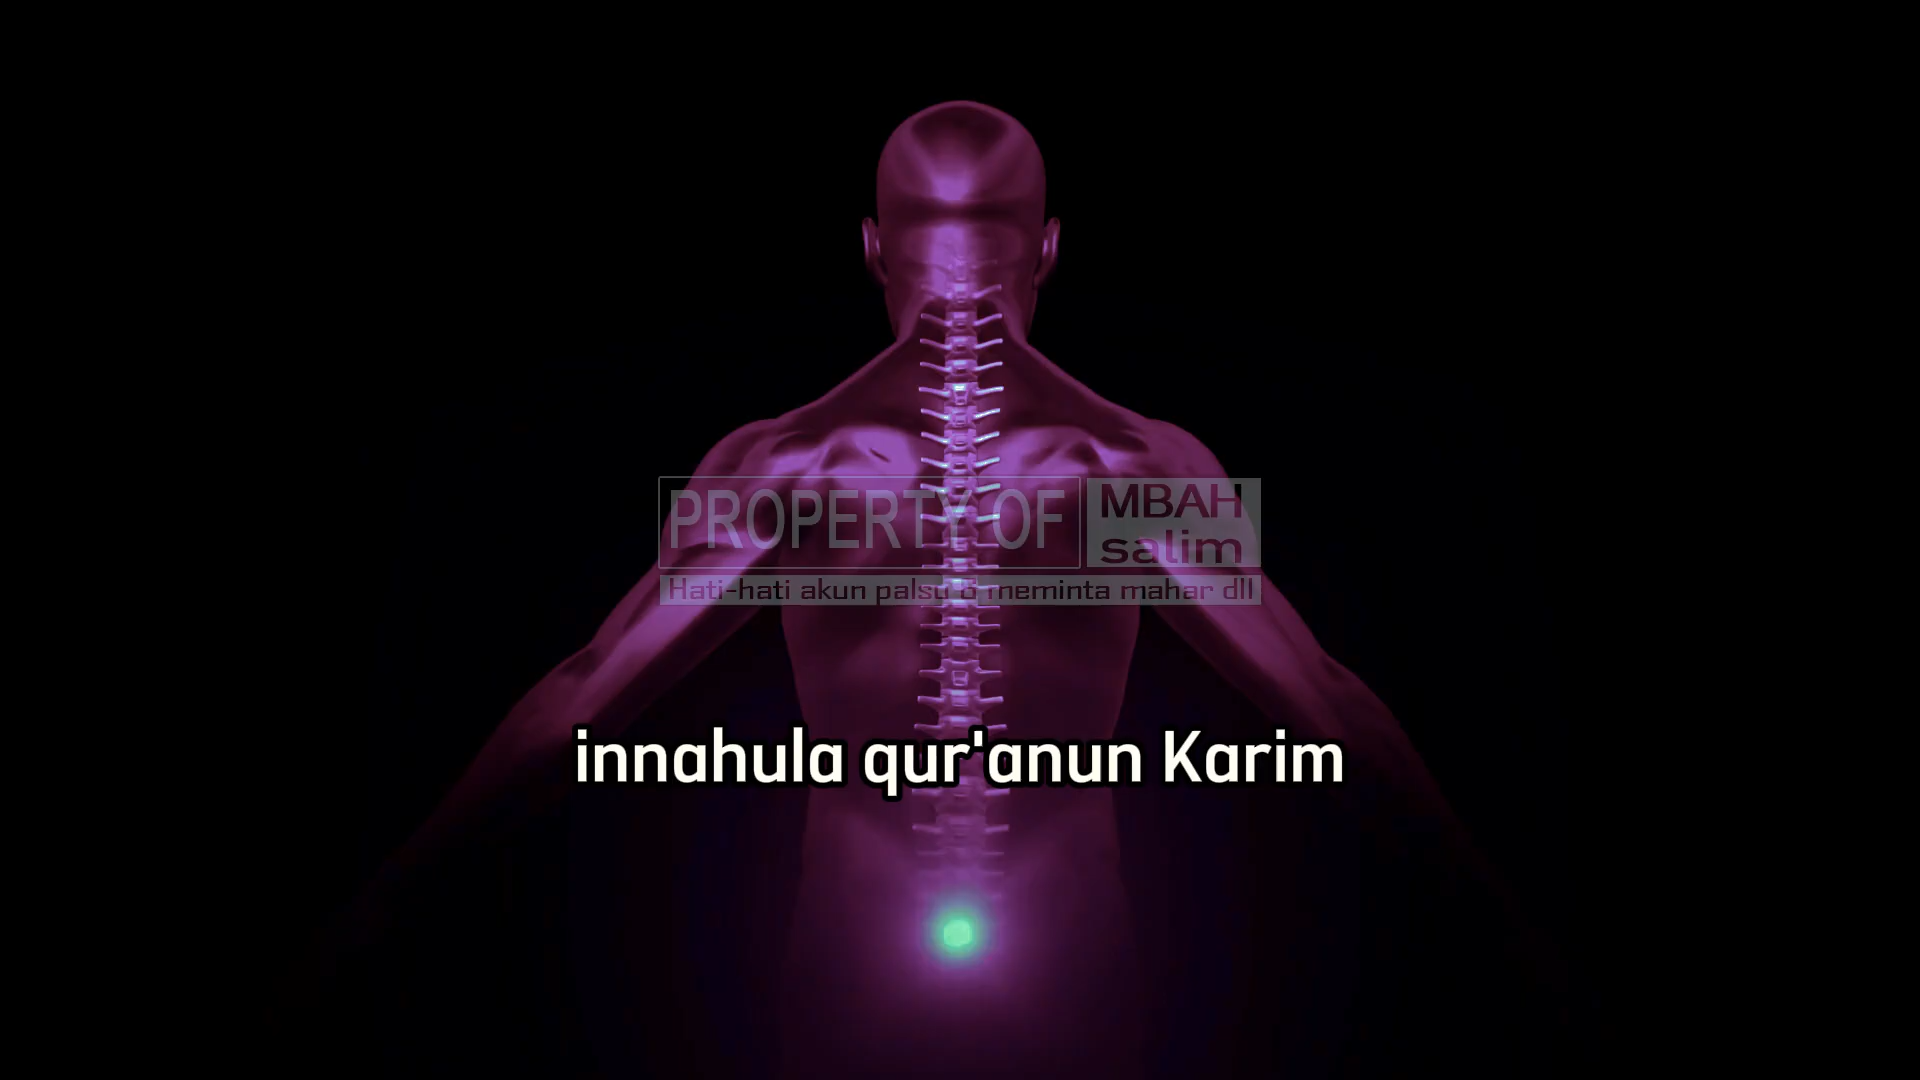 PROPERTY OF
MBAH
salim
Hati-hati akun palsu & meminta mahar dll
innahula qur'anun Karim